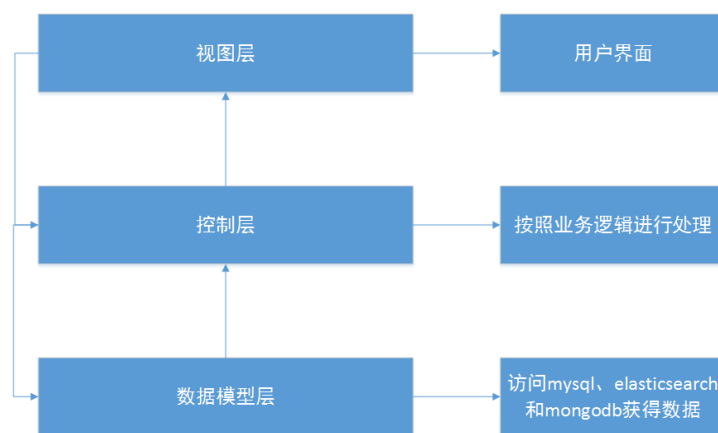 视图层
用户界面
控制层
按照业务逻辑进行处理
数据模型层
访问mysql、elasticsearch
和mongodb获得数据